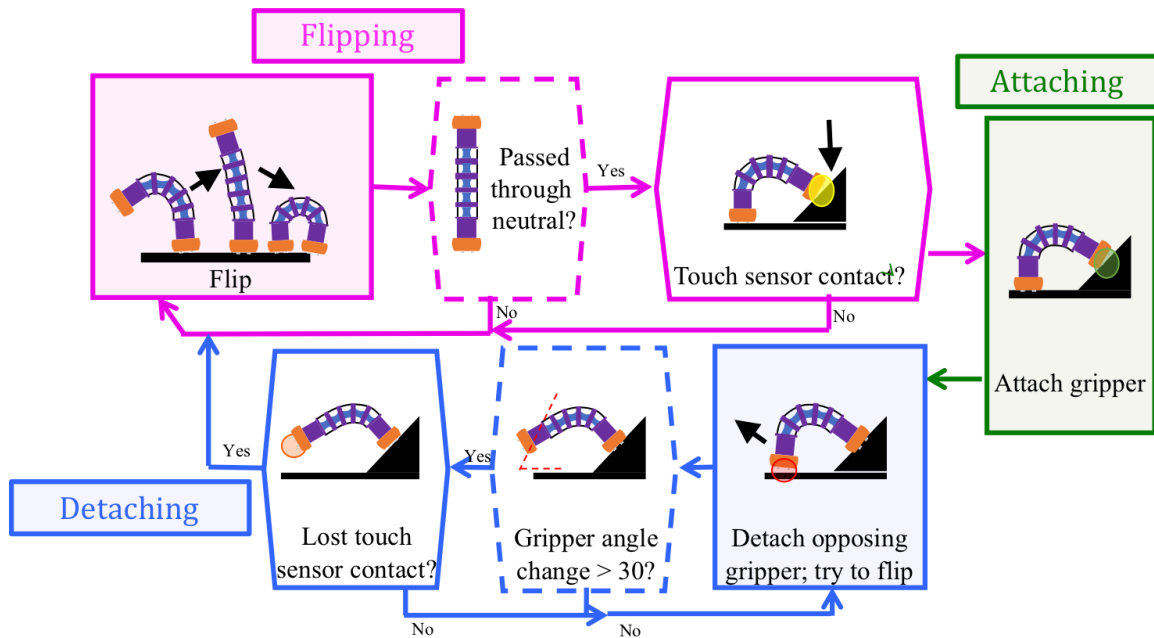 Flipping
Attaching
Passed
through
neutral?
Yes
Flip
Touch sensor contact?
No
No
Attach gripper
Yes
Yes
Detaching
Lost touch
sensor contact?
Gripper angle
change > 30?
Detach opposing
gripper; try to flip
No
No